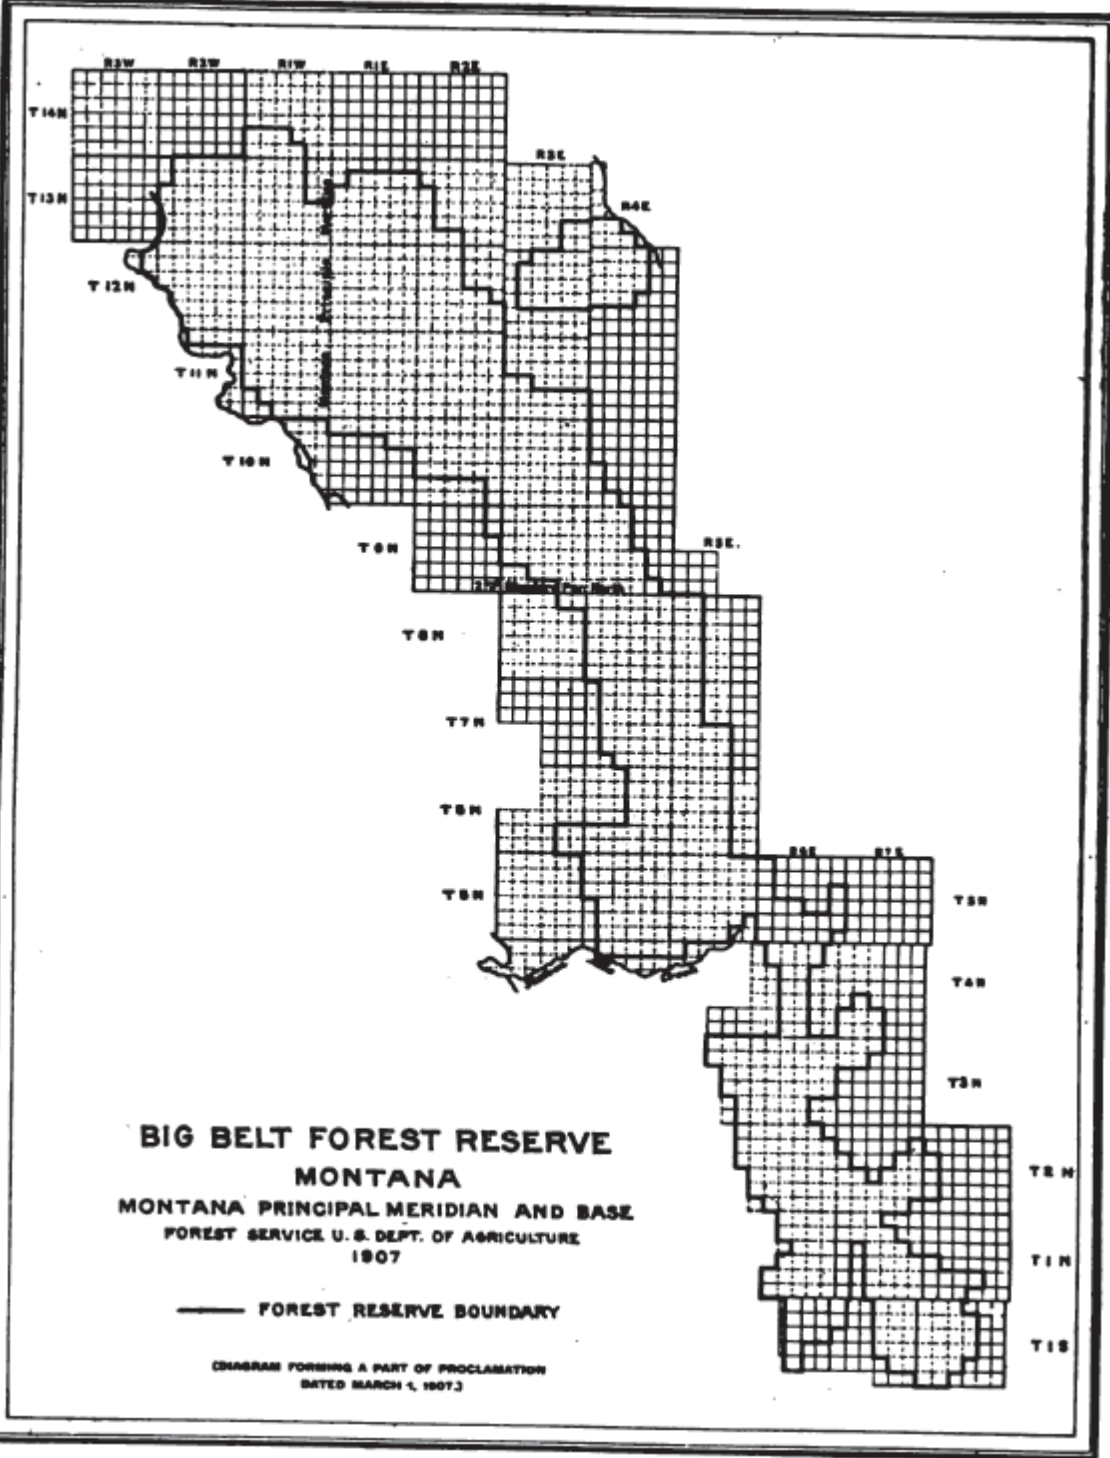 R3W R2W R1W R1E R2E
T14N
R3E
T13N
R4E
T12N
T11N
T10N
R5E.
T9N
T8N
T7N
T6N
R6E R7E
T5N T5N
T4N
T3N
BIG BELT FOREST RESERVE
MONTANA
T2N
MONTANA PRINCIPAL MERIDIAN AND BASE
FOREST SERVICE U. S. DEPT. OF AGRICULTURE
1907
T1N
FOREST RESERVE BOUNDARY
T1S
(DIAGRAM FORMING A PART OF PROCLAMATION
DATED MARCH 1, 1907.)